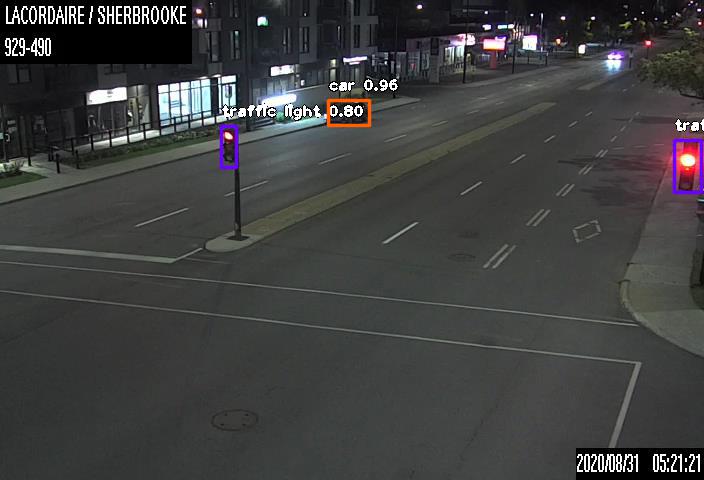 LACORDAIRE / SHERBROOKE
929-490
car 0.96
traffic light 0.80
traf
2020/08/31 05:21:21